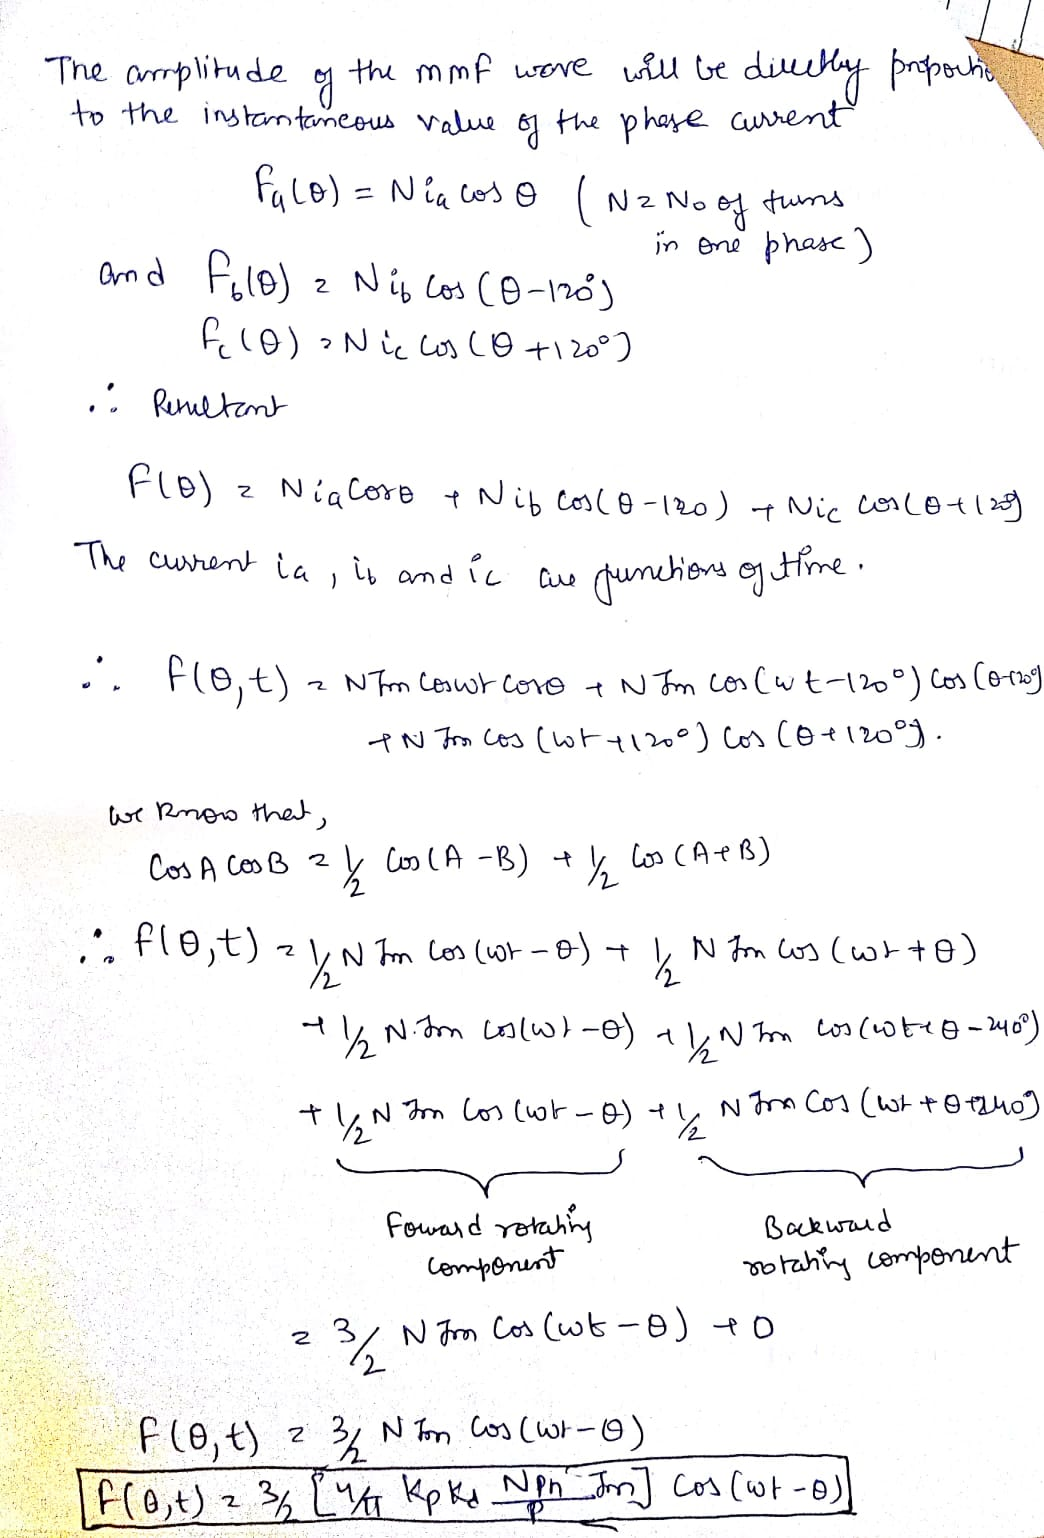 The amplitude of the mmf wave will be directly proportio
to the instantaneous value of the phase current
Fa(θ) = N ia cos θ ( N = No of turns
in one phase )
and Fb(θ) = N ib cos (θ-120°)
Fc(θ) = N ic cos (θ +120°)
∴ Resultant
F(θ) = N ia cosθ + N ib cos(θ-120) + N ic cos(θ+120)
The current ia , ib and ic are functions of time .
∴ F(θ,t) = N Im cosωt cosθ + N Im cos(ωt-120°) cos(θ-120°)
+ N Im cos (ωt +120°) cos (θ+120°) .
We know that,
Cos A cos B = 1/2 cos(A-B) + 1/2 cos (A+B)
∴ F(θ,t) = 1/2 N Im cos (ωt-θ) + 1/2 N Im cos (ωt+θ)
+ 1/2 N.Im cos(ωt-θ) + 1/2 N Im cos (ωt+θ-240°)
+ 1/2 N Im cos (ωt-θ) + 1/2 N Im Cos (ωt+θ+240°)
Foward rotating Backward
component rotating component
= 3/2 N Im cos (ωt-θ) + 0
F(θ,t) = 3/2 N Im cos (ωt-θ)
F(θ,t) = 3/2 [4/π Kp Kd Nph/P Im] cos (ωt-θ)